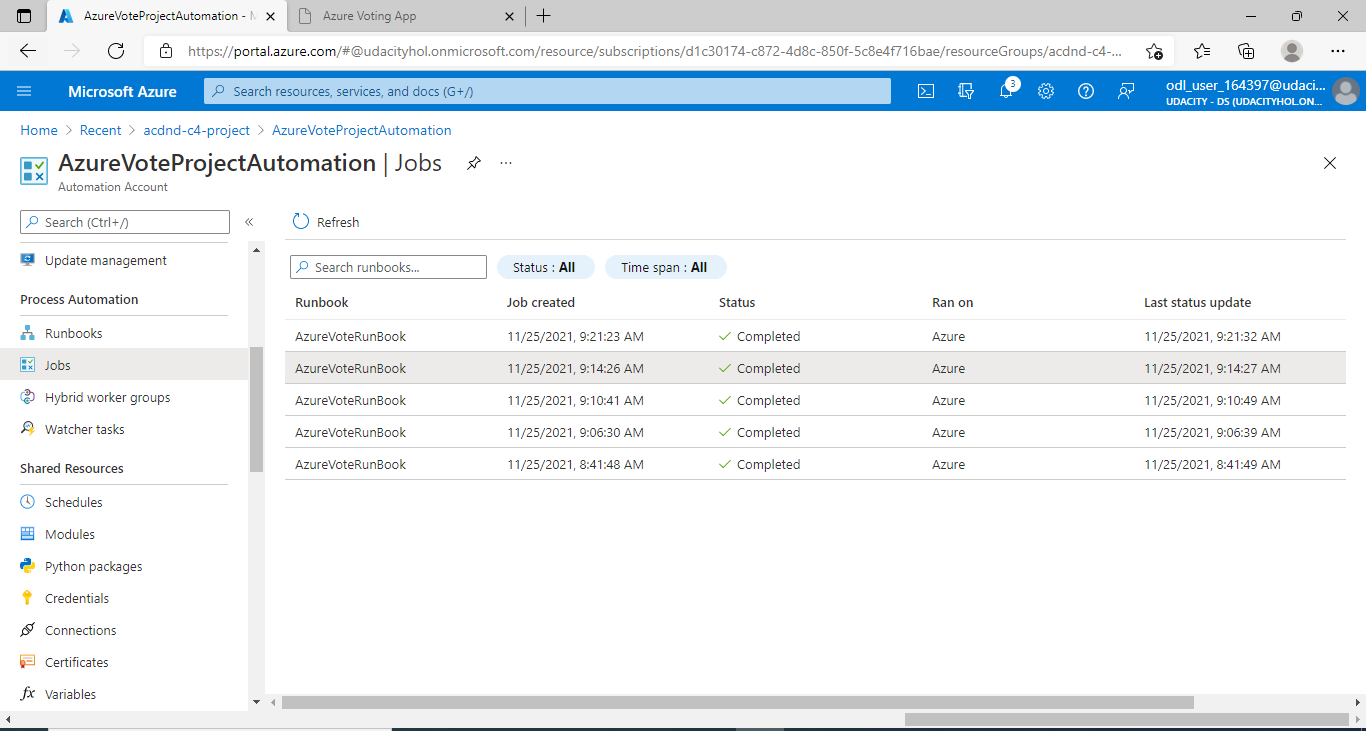 AzureVoteProjectAutomation - M
Azure Voting App
https://portal.azure.com/#@udacityhol.onmicrosoft.com/resource/subscriptions/d1c30174-c872-4d8c-850f-5c8e4f716bae/resourceGroups/acdnd-c4-...
Microsoft Azure
Search resources, services, and docs (G+/)
3
odl_user_164397@udaci...
UDACITY - DS (UDACITYHOL.ON...
Home > Recent > acdnd-c4-project > AzureVoteProjectAutomation
AzureVoteProjectAutomation | Jobs ...
Automation Account
Search (Ctrl+/) «
Refresh
Update management
Process Automation
Runbooks
Jobs
Hybrid worker groups
Watcher tasks
Shared Resources
Schedules
Modules
Python packages
Credentials
Connections
Certificates
Variables
Search runbooks... Status : All Time span : All
Runbook Job created Status Ran on Last status update
AzureVoteRunBook 11/25/2021, 9:21:23 AM Completed Azure 11/25/2021, 9:21:32 AM
AzureVoteRunBook 11/25/2021, 9:14:26 AM Completed Azure 11/25/2021, 9:14:27 AM
AzureVoteRunBook 11/25/2021, 9:10:41 AM Completed Azure 11/25/2021, 9:10:49 AM
AzureVoteRunBook 11/25/2021, 9:06:30 AM Completed Azure 11/25/2021, 9:06:39 AM
AzureVoteRunBook 11/25/2021, 8:41:48 AM Completed Azure 11/25/2021, 8:41:49 AM